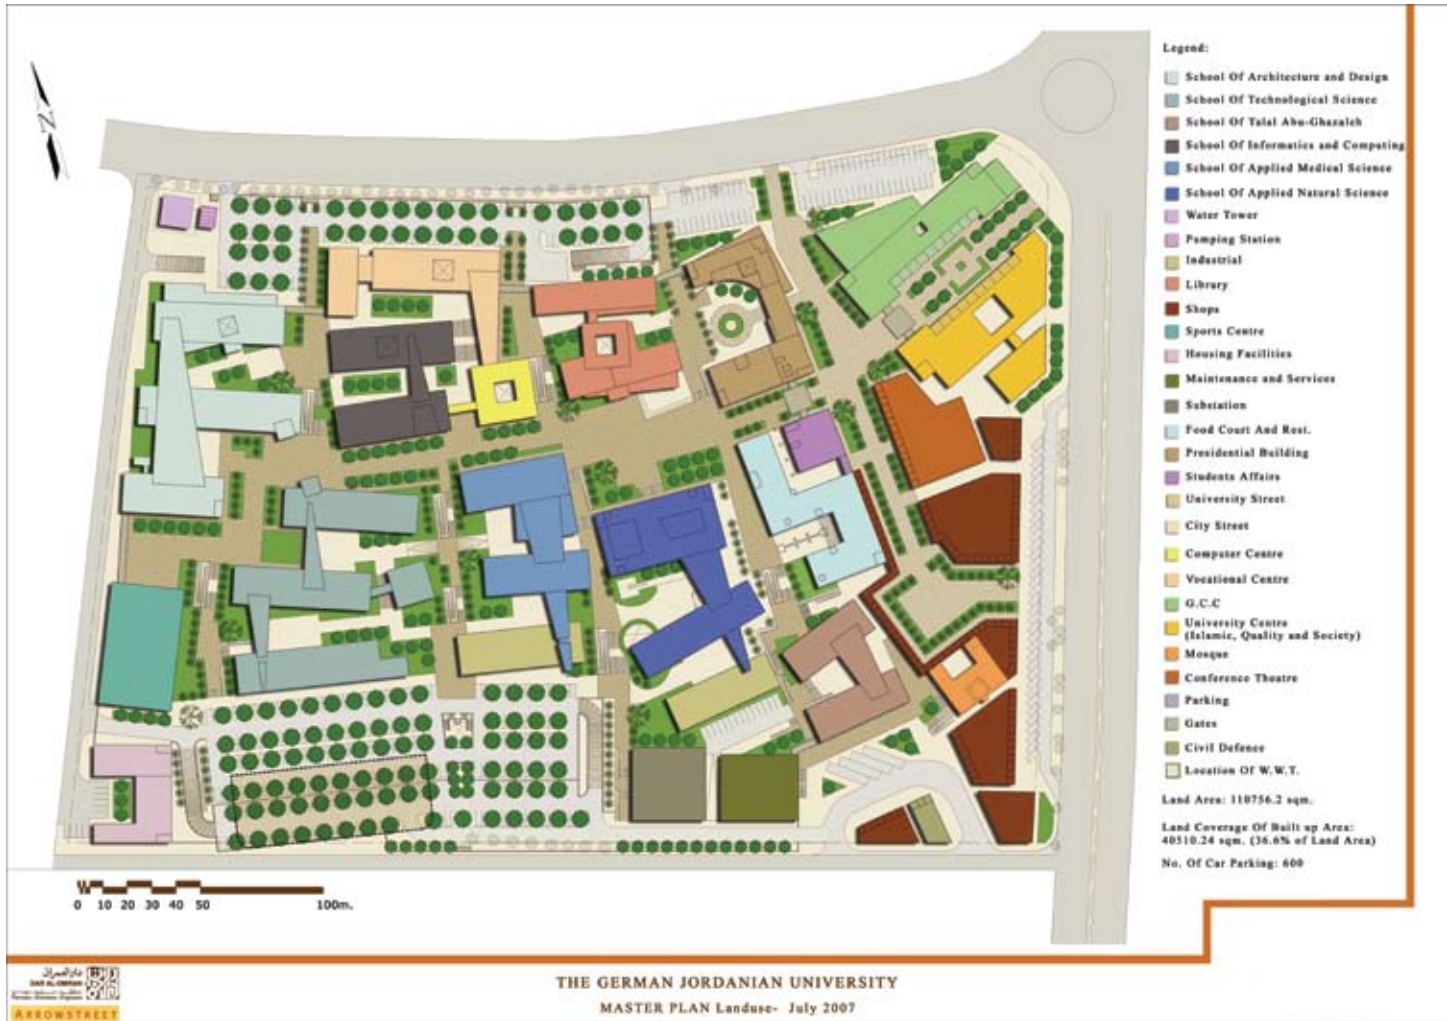 N
Legend:
School Of Architecture and Design
School Of Technological Science
School Of Talal Abu-Ghazaleh
School Of Informatics and Computing
School Of Applied Medical Science
School Of Applied Natural Science
Water Tower
Pumping Station
Industrial
Library
Shops
Sports Centre
Housing Facilities
Maintenance and Services
Substation
Food Court And Rest.
Presidential Building
Students Affairs
University Street
City Street
Computer Centre
Vocational Centre
G.C.C
University Centre
(Islamic, Quality and Society)
Mosque
Conference Theatre
Parking
Gates
Civil Defence
Location Of W.W.T.
Land Area: 110756.2 sqm.
Land Coverage Of Built up Area:
40510.24 sqm. (36.6% of Land Area)
No. Of Car Parking: 600
0 10 20 30 40 50 100m.
دار العمران
DAR AL-OMRAN
ARROWSTREET
THE GERMAN JORDANIAN UNIVERSITY
MASTER PLAN Landuse- July 2007